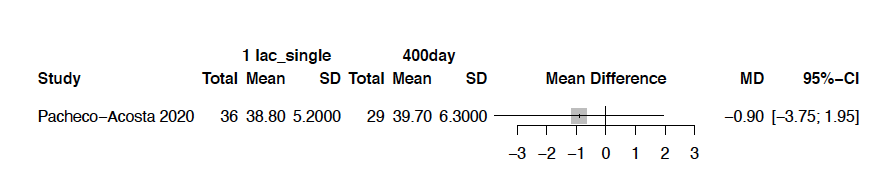 1 lac_single 400day
Study Total Mean SD Total Mean SD Mean Difference MD 95%−CI
Pacheco−Acosta 2020 36 38.80 5.2000 29 39.70 6.3000 −0.90 [−3.75; 1.95]
−3 −2 −1 0 1 2 3